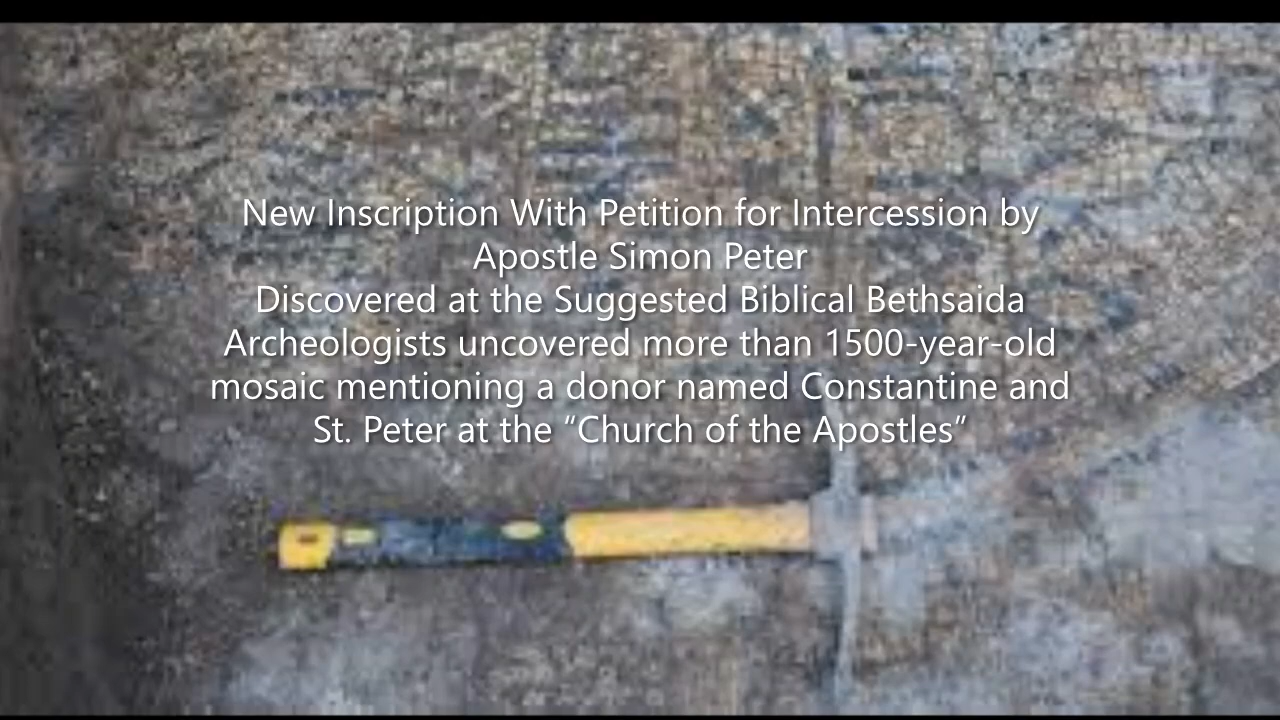 New Inscription With Petition for Intercession by
Apostle Simon Peter
Discovered at the Suggested Biblical Bethsaida
Archeologists uncovered more than 1500-year-old
mosaic mentioning a donor named Constantine and
St. Peter at the “Church of the Apostles”